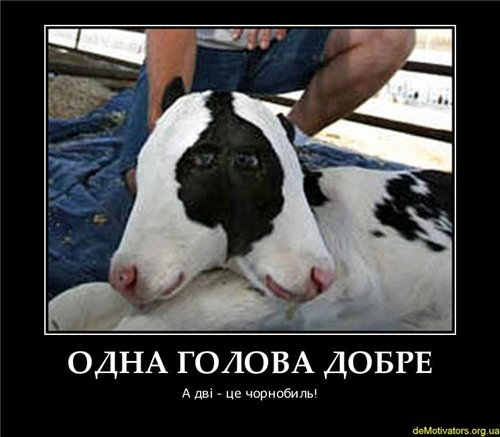 ОДНА ГОЛОВА ДОБРЕ
А дві - це чорнобиль!
deMotivators.org.ua